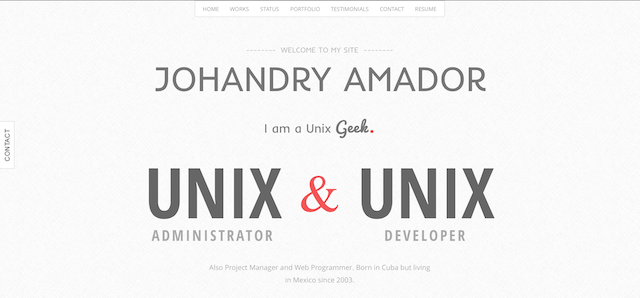 HOME WORKS STATUS PORTFOLIO TESTIMONIALS CONTACT RESUME
WELCOME TO MY SITE
JOHANDRY AMADOR
I am a Unix Geek.
CONTACT
UNIX & UNIX
ADMINISTRATOR DEVELOPER
Also Project Manager and Web Programmer. Born in Cuba but living
in Mexico since 2003.